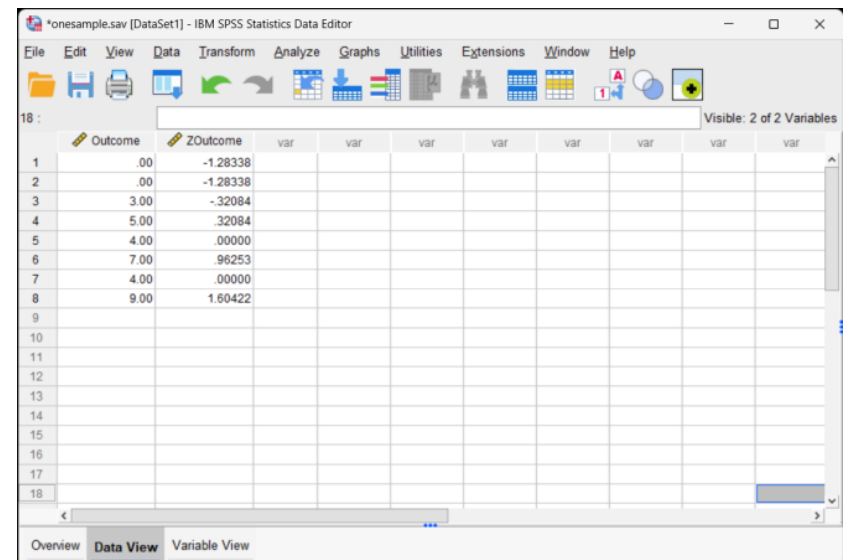 *onesample.sav [DataSet1] - IBM SPSS Statistics Data Editor
File Edit View Data Transform Analyze Graphs Utilities Extensions Window Help
A
1
18 :
Visible: 2 of 2 Variables
Outcome ZOutcome var var var var var var var var
1 .00 -1.28338
2 .00 -1.28338
3 3.00 -.32084
4 5.00 .32084
5 4.00 .00000
6 7.00 .96253
7 4.00 .00000
8 9.00 1.60422
9
10
11
12
13
14
15
16
17
18
Overview Data View Variable View